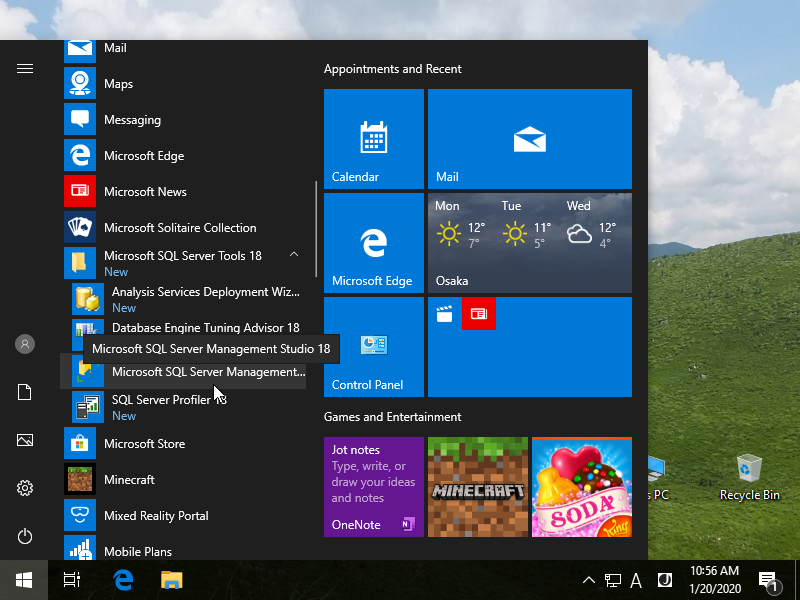 Mail
Maps
Messaging
Microsoft Edge
Microsoft News
Microsoft Solitaire Collection
Microsoft SQL Server Tools 18
New
Analysis Services Deployment Wiz...
New
Database Engine Tuning Advisor 18
Microsoft SQL Server Management Studio 18
Microsoft SQL Server Management...
SQL Server Profiler 18
New
Microsoft Store
Minecraft
Mixed Reality Portal
Mobile Plans
Appointments and Recent
Calendar
Mail
Microsoft Edge
Mon Tue Wed
12° 11° 12°
7° 5° 4°
Osaka
Control Panel
Games and Entertainment
Jot notes
Type, write, or
draw your ideas
and notes
OneNote
N
MINECRAFT
SODA
King
s PC
Recycle Bin
A
10:56 AM
1/20/2020
1